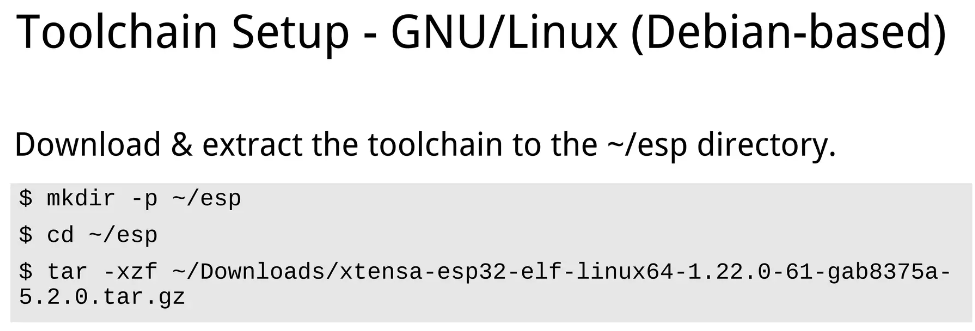 Toolchain Setup - GNU/Linux (Debian-based)
Download & extract the toolchain to the ~/esp directory.
$ mkdir -p ~/esp
$ cd ~/esp
$ tar -xzf ~/Downloads/xtensa-esp32-elf-linux64-1.22.0-61-gab8375a-
5.2.0.tar.gz